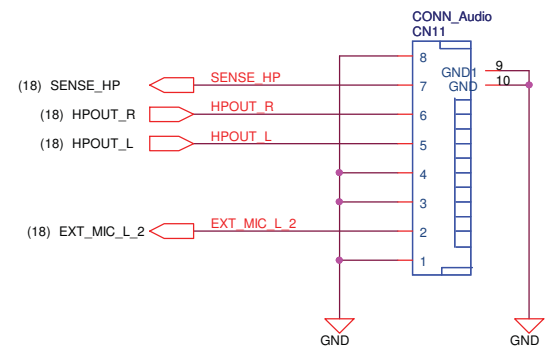 CONN_Audio
CN11
8
GND1 9
(18) SENSE_HP SENSE_HP 7 GND 10
(18) HPOUT_R HPOUT_R 6
(18) HPOUT_L HPOUT_L 5
4
3
(18) EXT_MIC_L_2 EXT_MIC_L_2 2
1
GND GND